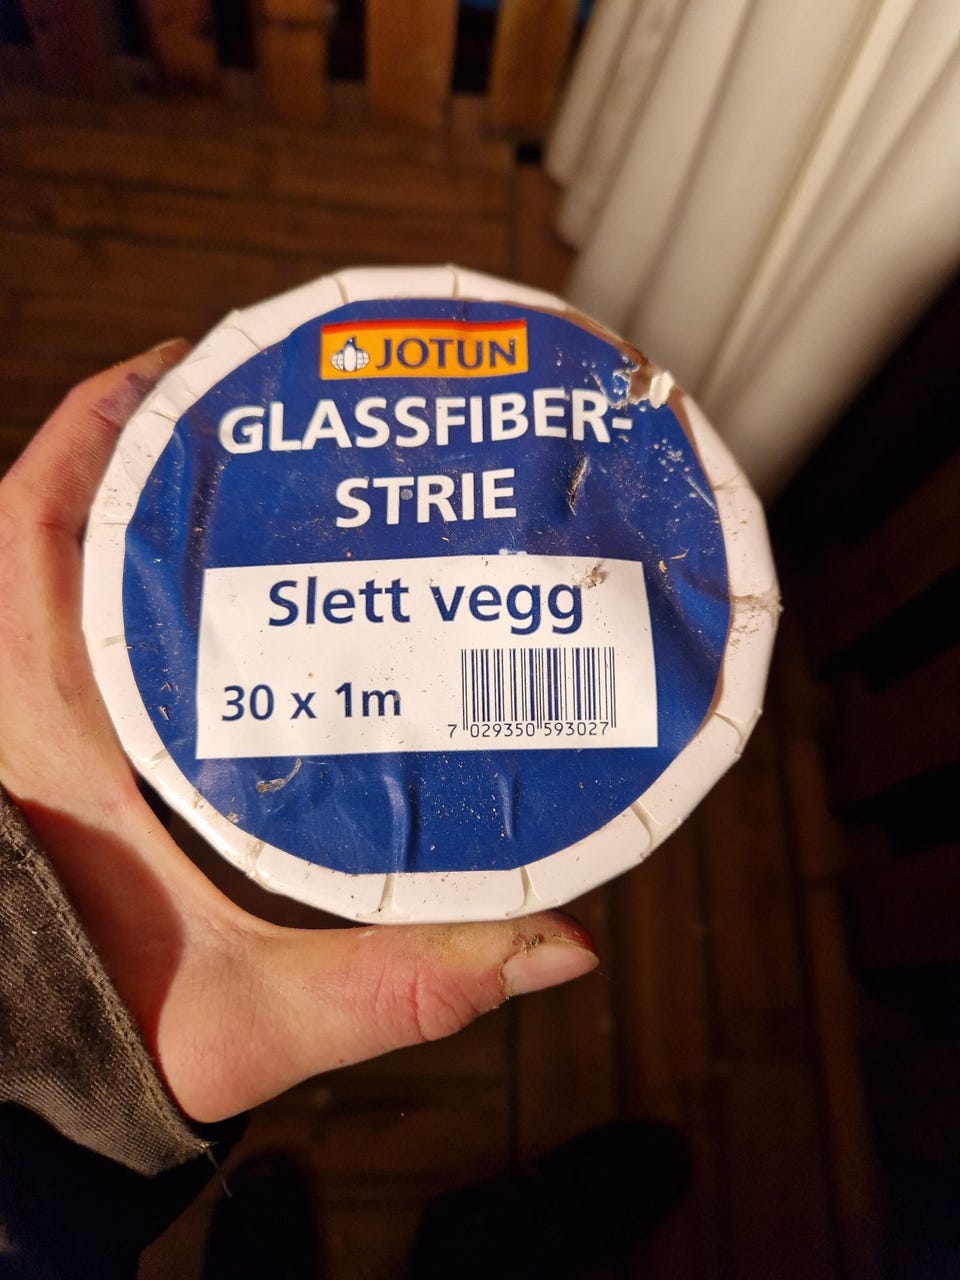 JOTUN
GLASSFIBER-
STRIE
Slett vegg
30 x 1m
7 029350 593027